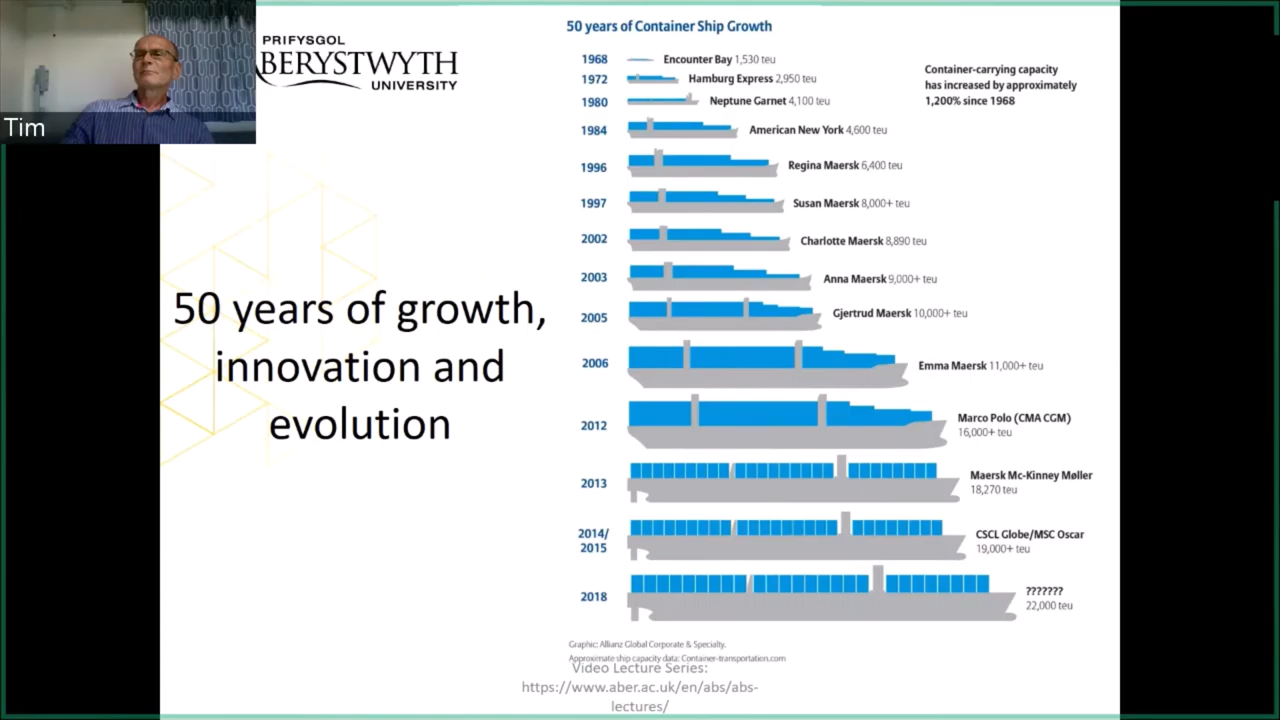 Tim
PRIFYSGOL
ABERYSTWYTH
UNIVERSITY
50 years of growth,
innovation and
evolution
50 years of Container Ship Growth
Container-carrying capacity
has increased by approximately
1,200% since 1968
1968 Encounter Bay 1,530 teu
1972 Hamburg Express 2,950 teu
1980 Neptune Garnet 4,100 teu
1984 American New York 4,600 teu
1996 Regina Maersk 6,400 teu
1997 Susan Maersk 8,000+ teu
2002 Charlotte Maersk 8,890 teu
2003 Anna Maersk 9,000+ teu
2005 Gjertrud Maersk 10,000+ teu
2006 Emma Maersk 11,000+ teu
2012 Marco Polo (CMA CGM)
16,000+ teu
2013 Maersk Mc-Kinney Møller
18,270 teu
2014/
2015
CSCL Globe/MSC Oscar
19,000+ teu
2018 ???????
22,000 teu
Graphic: Allianz Global Corporate & Specialty.
Approximate ship capacity data: Container-transportation.com
Video Lecture Series:
https://www.aber.ac.uk/en/abs/abs-
lectures/